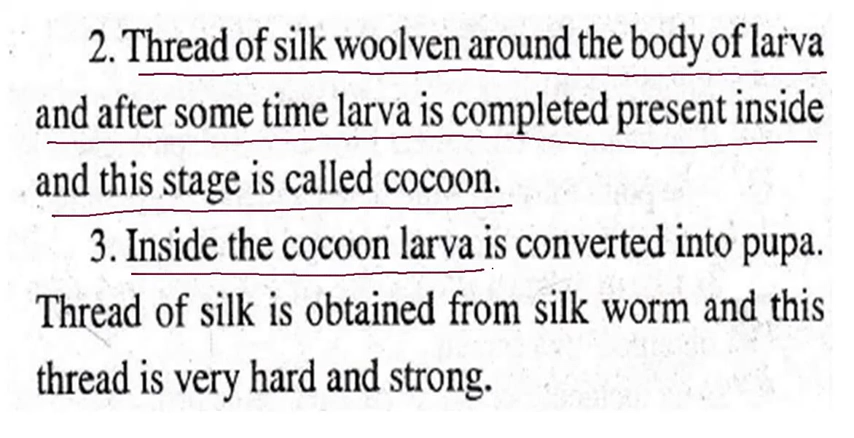 2. Thread of silk woolven around the body of larva
and after some time larva is completed present inside
and this stage is called cocoon.
3. Inside the cocoon larva is converted into pupa.
Thread of silk is obtained from silk worm and this
thread is very hard and strong.